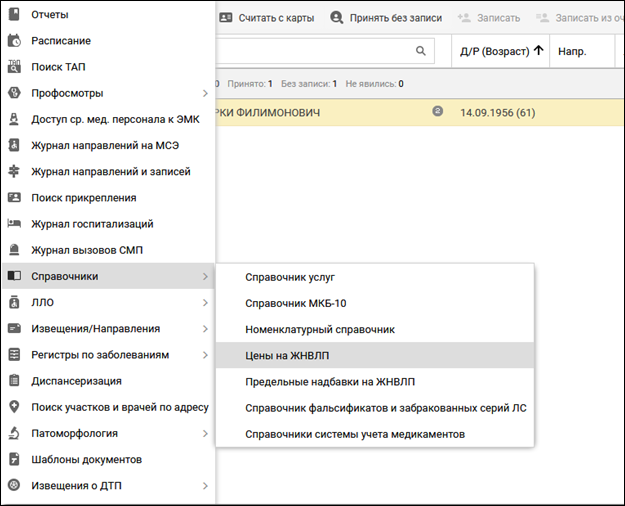 Отчеты
Считать с карты
Принять без записи
Записать
Записать из оч
Расписание
Д/Р (Возраст)
Напр.
ТАП
Поиск ТАП
0 Принято: 1 Без записи: 1 Не явились: 0
Профосмотры
РКИ ФИЛИМОНОВИЧ
2
14.09.1956 (61)
Доступ ср. мед. персонала к ЭМК
Журнал направлений на МСЭ
Журнал направлений и записей
Поиск прикрепления
Журнал госпитализаций
Журнал вызовов СМП
Справочники
ЛЛО
Извещения/Направления
Регистры по заболеваниям
Диспансеризация
Поиск участков и врачей по адресу
Патоморфология
Шаблоны документов
Извещения о ДТП
Справочник услуг
Справочник МКБ-10
Номенклатурный справочник
Цены на ЖНВЛП
Предельные надбавки на ЖНВЛП
Справочник фальсификатов и забракованных серий ЛС
Справочники системы учета медикаментов